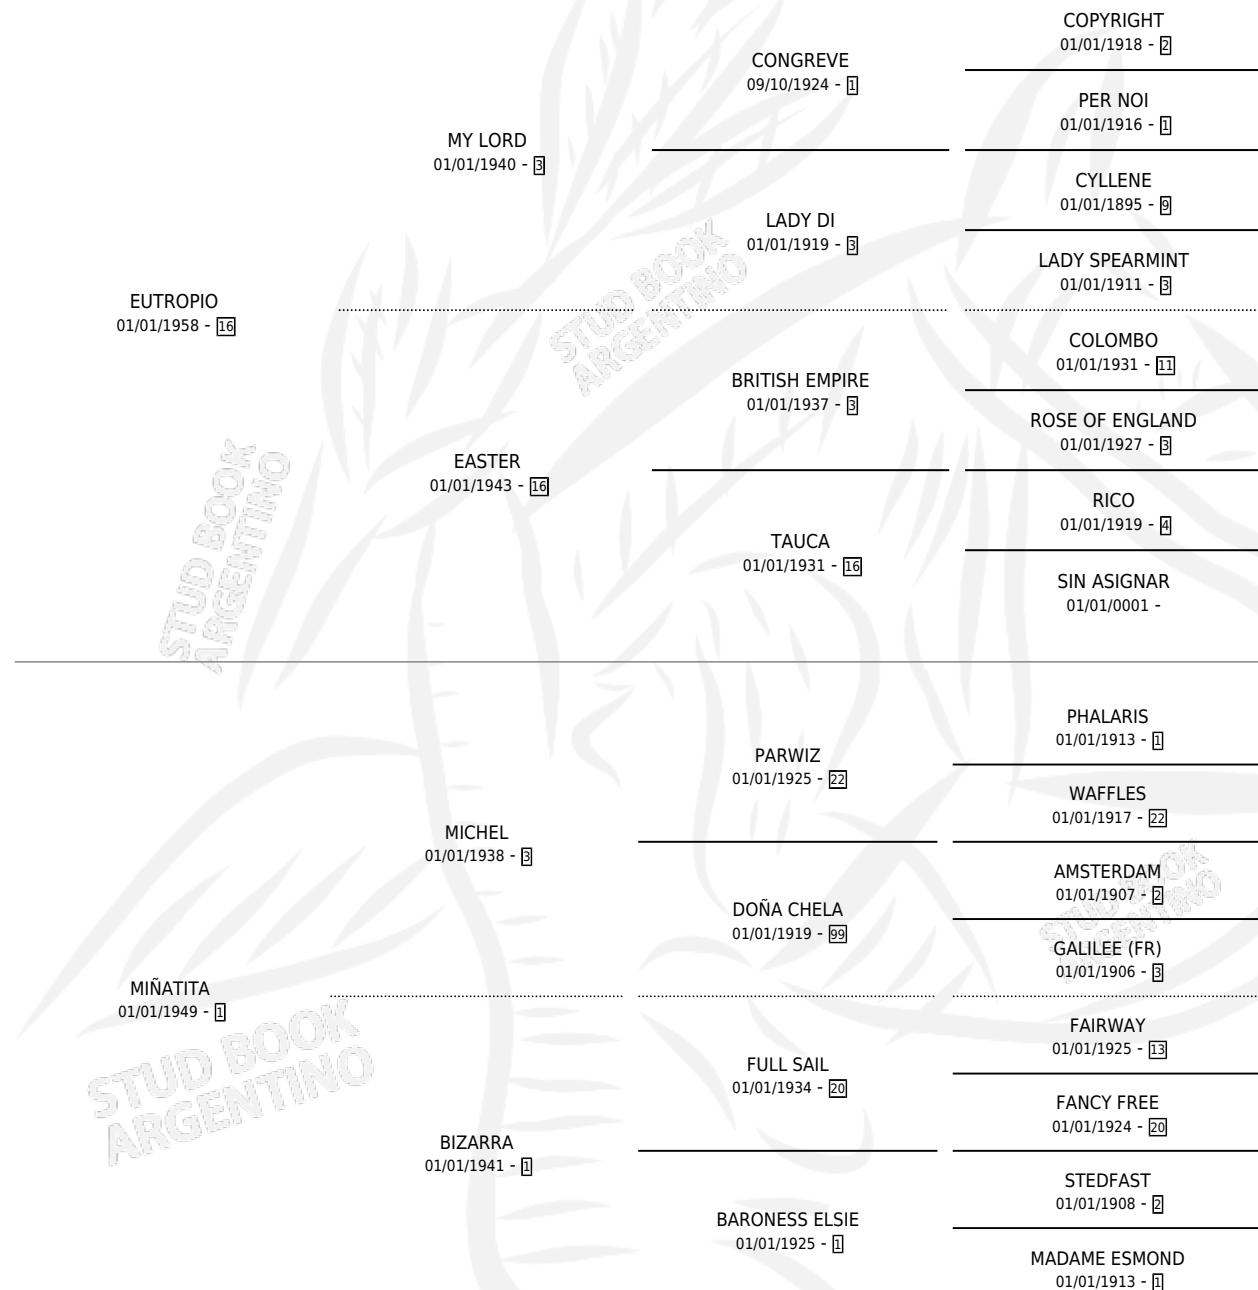 COPYRIGHT
01/01/1918 - 2
CONGREVE
09/10/1924 - 1
PER NOI
01/01/1916 - 1
MY LORD
01/01/1940 - 3
CYLLENE
01/01/1895 - 9
LADY DI
01/01/1919 - 3
LADY SPEARMINT
01/01/1911 - 3
EUTROPIO
01/01/1958 - 16
COLOMBO
01/01/1931 - 11
BRITISH EMPIRE
01/01/1937 - 3
ROSE OF ENGLAND
01/01/1927 - 3
EASTER
01/01/1943 - 16
RICO
01/01/1919 - 4
TAUCA
01/01/1931 - 16
SIN ASIGNAR
01/01/0001 -
PHALARIS
01/01/1913 - 1
PARWIZ
01/01/1925 - 22
WAFFLES
01/01/1917 - 22
MICHEL
01/01/1938 - 3
AMSTERDAM
01/01/1907 - 2
DOÑA CHELA
01/01/1919 - 99
GALILEE (FR)
01/01/1906 - 3
MIÑATITA
01/01/1949 - 1
FAIRWAY
01/01/1925 - 13
FULL SAIL
01/01/1934 - 20
FANCY FREE
01/01/1924 - 20
BIZARRA
01/01/1941 - 1
STEDFAST
01/01/1908 - 2
BARONESS ELSIE
01/01/1925 - 1
MADAME ESMOND
01/01/1913 - 1
STUD BOOK
ARGENTINO
STUD BOOK
ARGENTINO
STUD BOOK
ARGENTINO
STUD BOOK
ARGENTINO